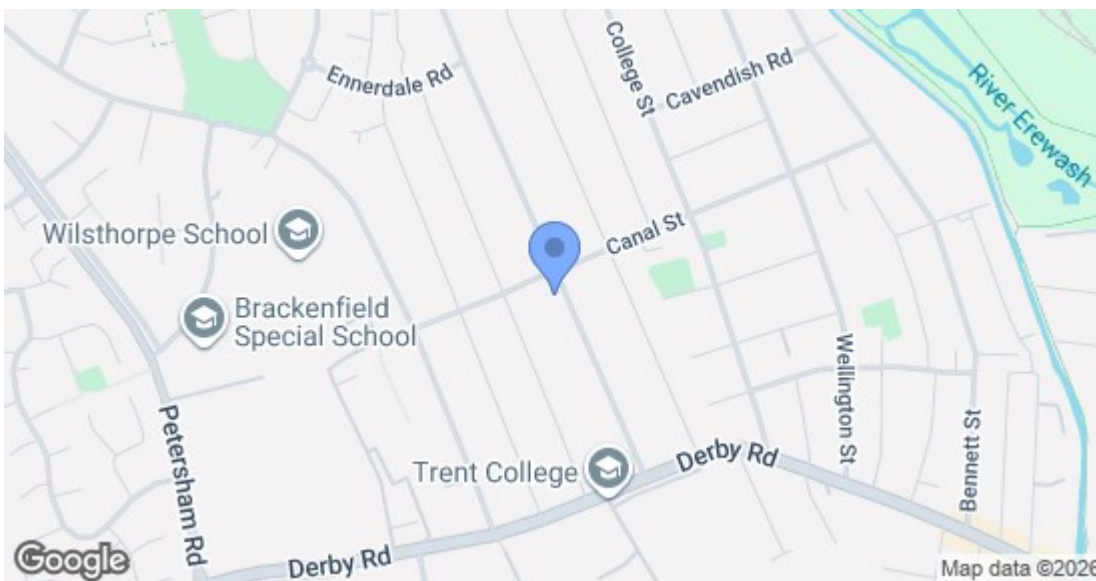 Ennerdale Rd
College St
Cavendish Rd
River Erewash
Wilsthorpe School
Canal St
Brackenfield
Special School
Wellington St
Petersham Rd
Trent College
Derby Rd
Bennett St
Derby Rd
Google
Map data ©2026